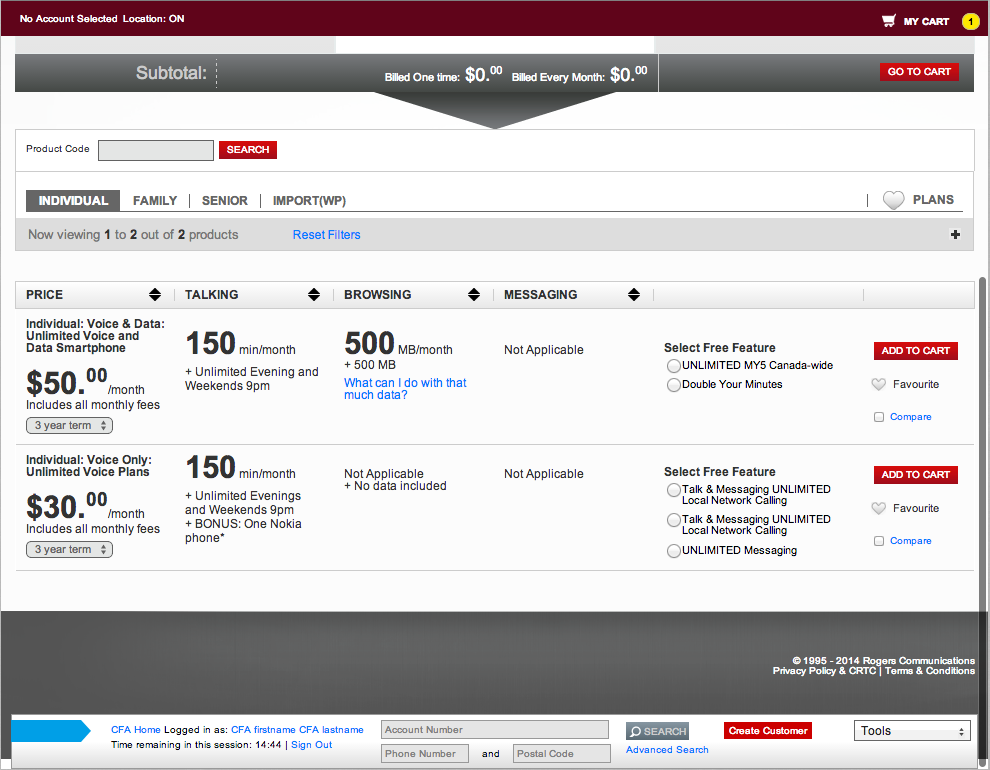 No Account Selected Location: ON
MY CART 1
Subtotal:
Billed One time: $0.00 Billed Every Month: $0.00
GO TO CART
Product Code
SEARCH
INDIVIDUAL FAMILY SENIOR IMPORT(WP)
PLANS
Now viewing 1 to 2 out of 2 products
Reset Filters
PRICE TALKING BROWSING MESSAGING
Individual: Voice & Data:
Unlimited Voice and
Data Smartphone
$50.00 /month
Includes all monthly fees
3 year term
150 min/month
+ Unlimited Evening and
Weekends 9pm
500 MB/month
+ 500 MB
What can I do with that
much data?
Not Applicable
Select Free Feature
UNLIMITED MY5 Canada-wide
Double Your Minutes
ADD TO CART
Favourite
Compare
Individual: Voice Only:
Unlimited Voice Plans
$30.00 /month
Includes all monthly fees
3 year term
150 min/month
+ Unlimited Evenings
and Weekends 9pm
+ BONUS: One Nokia
phone*
Not Applicable
+ No data included
Not Applicable
Select Free Feature
Talk & Messaging UNLIMITED
Local Network Calling
Talk & Messaging UNLIMITED
Local Network Calling
UNLIMITED Messaging
ADD TO CART
Favourite
Compare
© 1995 - 2014 Rogers Communications
Privacy Policy & CRTC | Terms & Conditions
CFA Home Logged in as: CFA firstname CFA lastname
Time remaining in this session: 14:44 | Sign Out
Account Number
Phone Number and Postal Code
SEARCH
Advanced Search
Create Customer
Tools